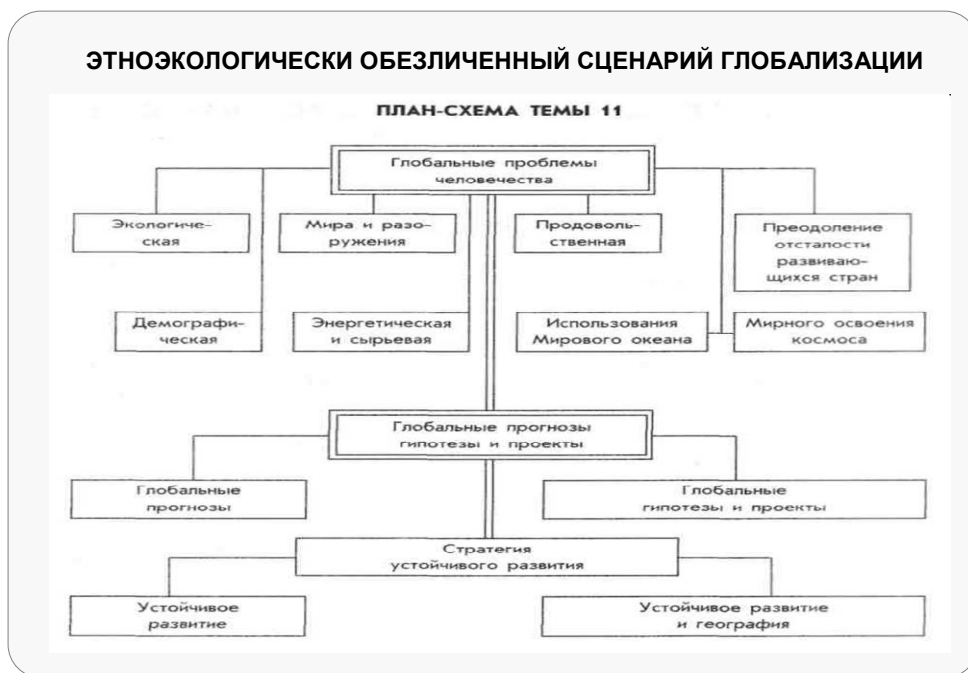 ЭТНОЭКОЛОГИЧЕСКИ ОБЕЗЛИЧЕННЫЙ СЦЕНАРИЙ ГЛОБАЛИЗАЦИИ
ПЛАН-СХЕМА ТЕМЫ 11
Глобальные проблемы
человечества
Экологиче-
ская
Мира и разо-
ружения
Продоволь-
ственная
Преодоление
отсталости
развиваю-
щихся стран
Демографи-
ческая
Энергетическая
и сырьевая
Использования
Мирового океана
Мирного освоения
космоса
Глобальные прогнозы
гипотезы и проекты
Глобальные
прогнозы
Глобальные
гипотезы и проекты
Стратегия
устойчивого развития
Устойчивое
развитие
Устойчивое развитие
и география